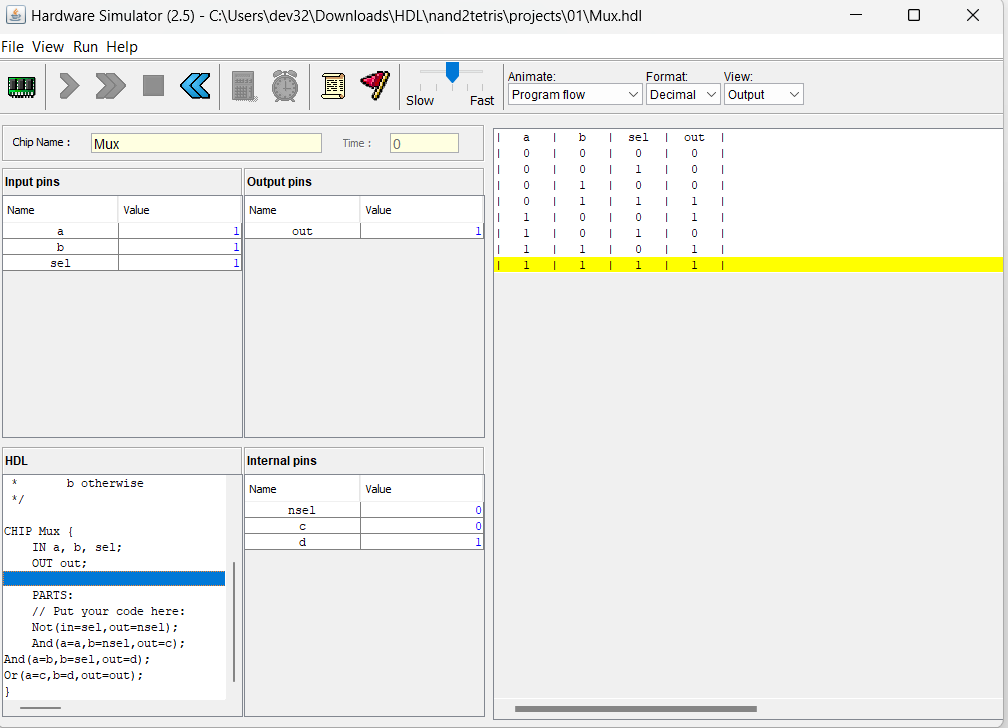 Hardware Simulator (2.5) - C:\Users\dev32\Downloads\HDL\nand2tetris\projects\01\Mux.hdl
File View Run Help
Slow Fast
Animate: Format: View:
Program flow Decimal Output
Chip Name : Mux Time : 0
Input pins
Name Value
a 1
b 1
sel 1
Output pins
Name Value
out 1
HDL
* b otherwise
*/
CHIP Mux {
IN a, b, sel;
OUT out;
PARTS:
// Put your code here:
Not(in=sel,out=nsel);
And(a=a,b=nsel,out=c);
And(a=b,b=sel,out=d);
Or(a=c,b=d,out=out);
}
Internal pins
Name Value
nsel 0
c 0
d 1
| a | b | sel | out |
| 0 | 0 | 0 | 0 |
| 0 | 0 | 1 | 0 |
| 0 | 1 | 0 | 0 |
| 0 | 1 | 1 | 1 |
| 1 | 0 | 0 | 1 |
| 1 | 0 | 1 | 0 |
| 1 | 1 | 0 | 1 |
| 1 | 1 | 1 | 1 |